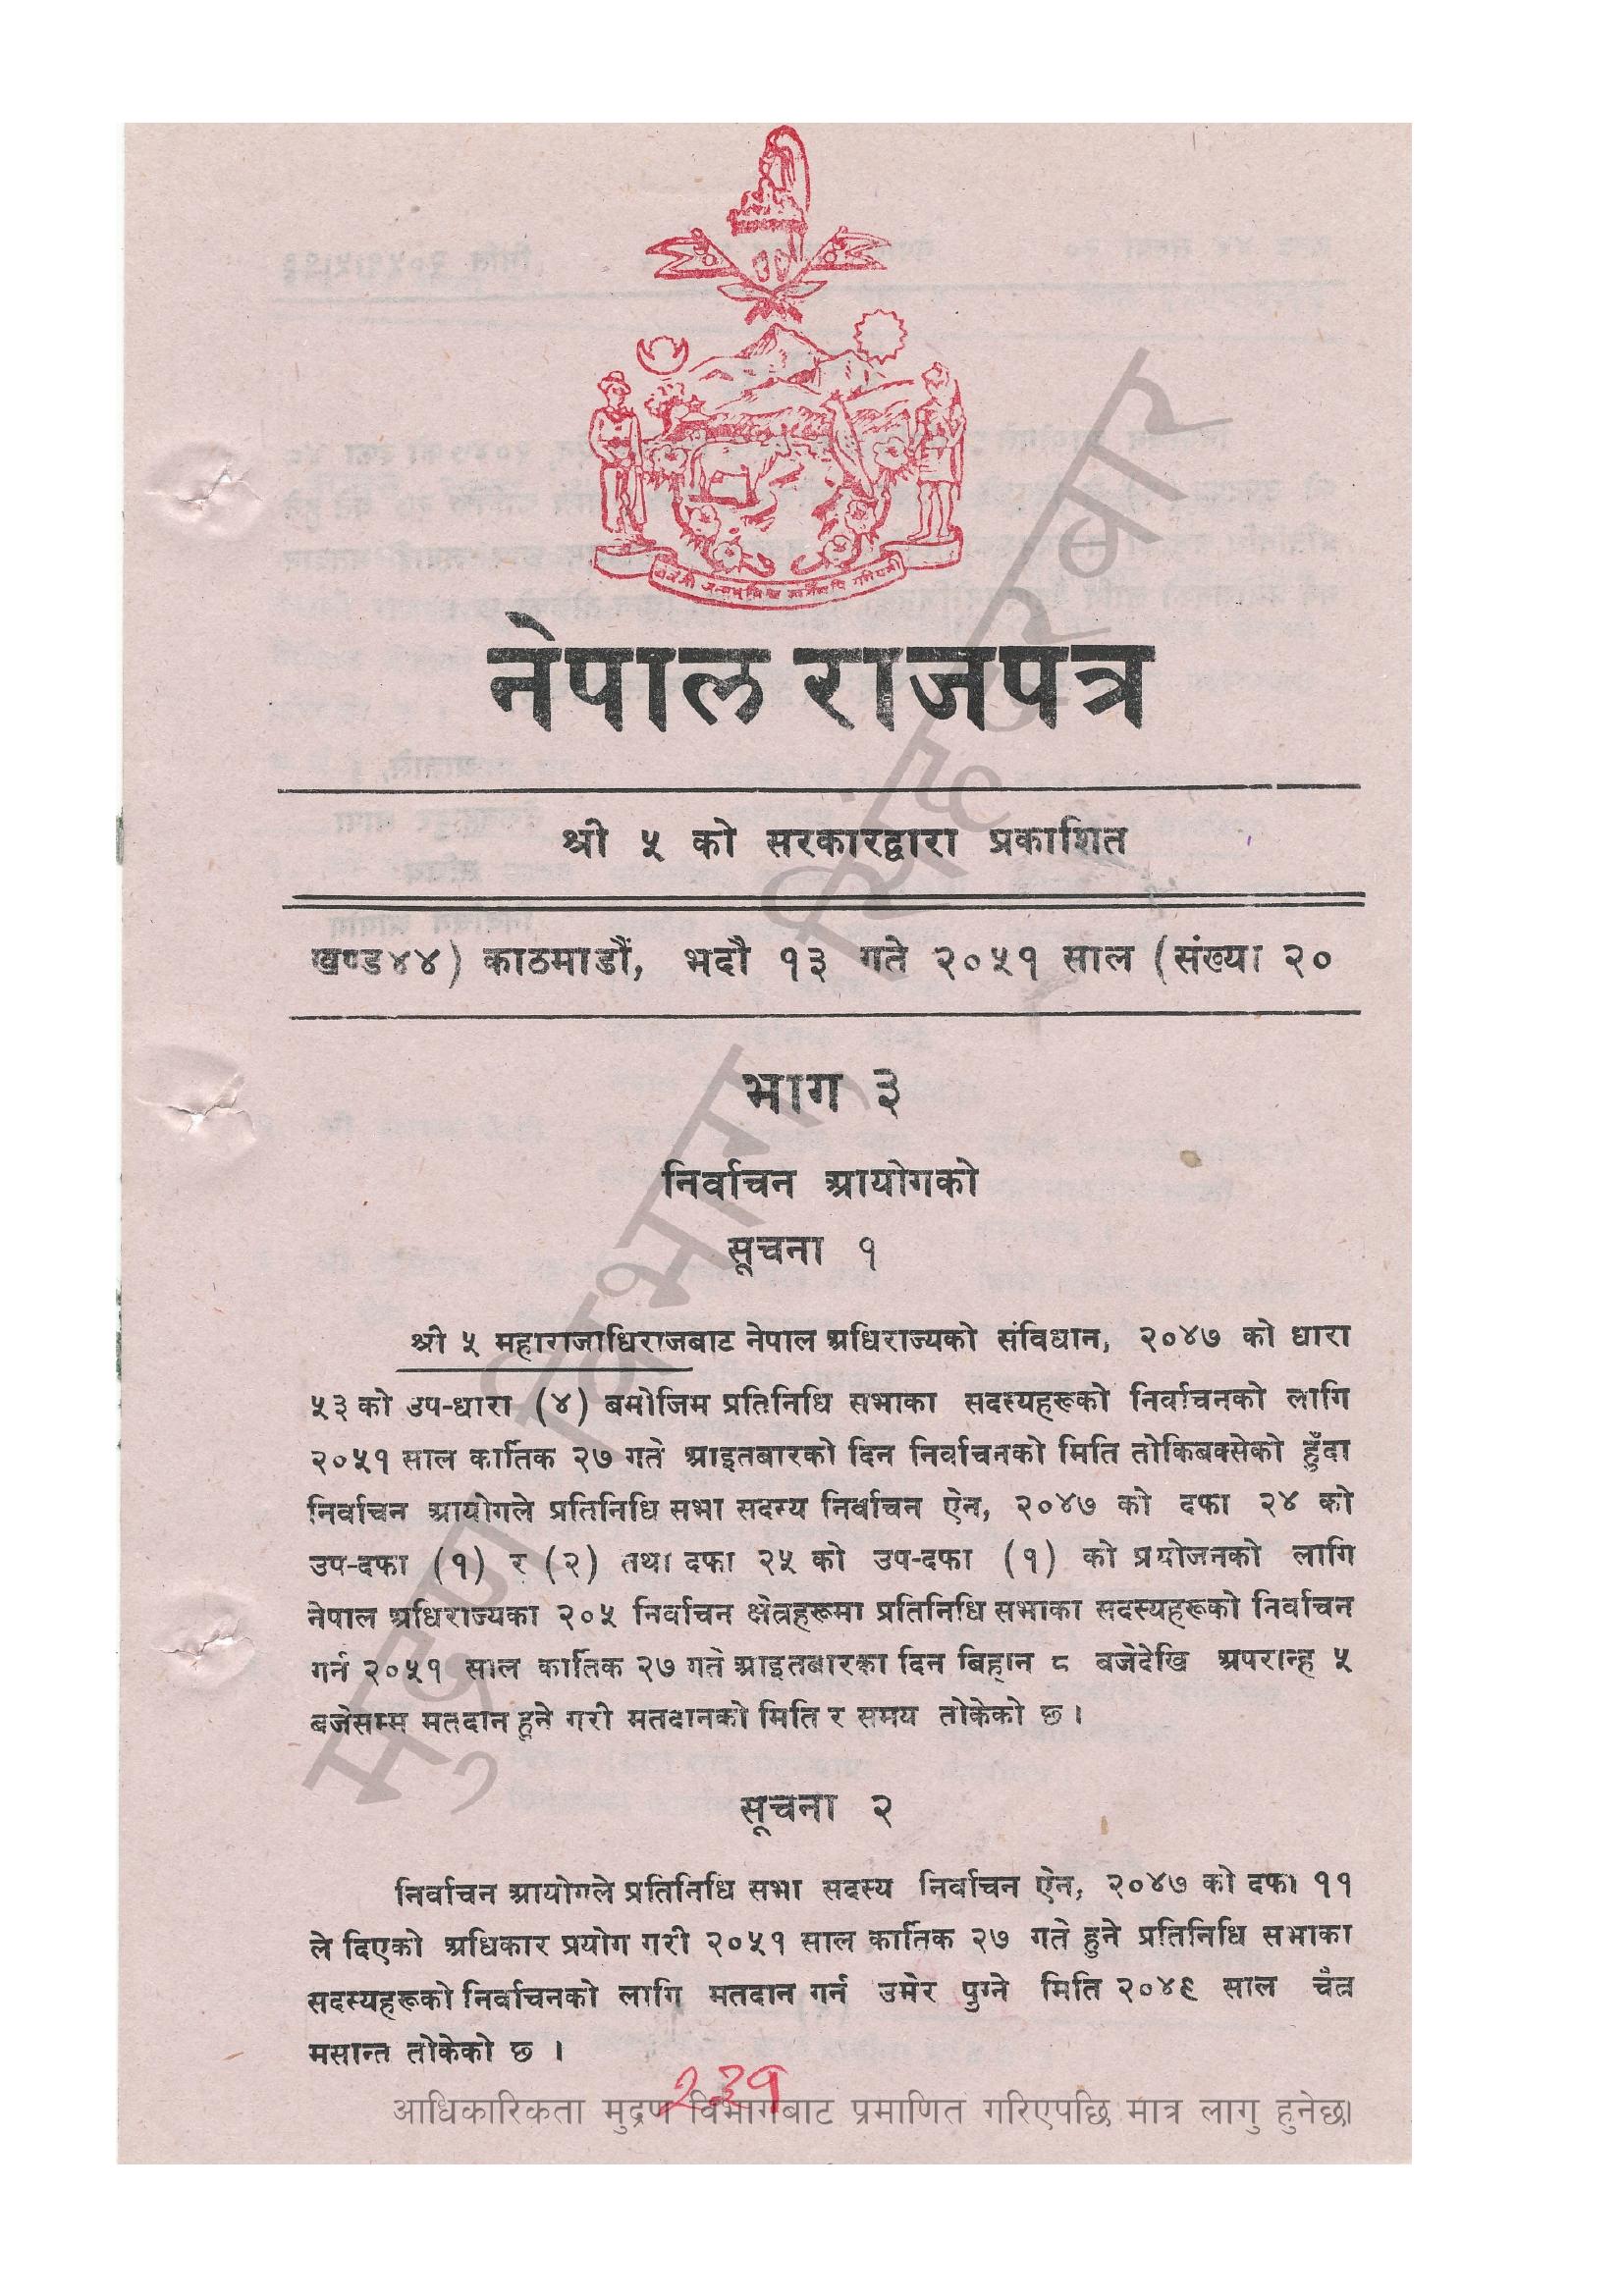 नेपाल राजपत्र
श्री ५ को सरकारद्वारा प्रकाशित
खण्ड४४) काठमाडौं, भदौ १३ गते २०५१ साल (संख्या २०
भाग ३
निर्वाचन आयोगको
सूचना १
श्री ५ महाराजाधिराजबाट नेपाल अधिराज्यको संविधान, २०४७ को धारा
५३ को उप-धारा (४) बमोजिम प्रतिनिधि सभाका सदस्यहरूको निर्वाचनको लागि
२०५१ साल कार्तिक २७ गते आइतबारको दिन निर्वाचनको मिति तोकिबक्सेको हुँदा
निर्वाचन आयोगले प्रतिनिधि सभा सदस्य निर्वाचन ऐन, २०४७ को दफा २४ को
उप-दफा (१) र (२) तथा दफा २५ को उप-दफा (१) को प्रयोजनको लागि
नेपाल अधिराज्यका २०५ निर्वाचन क्षेत्रहरूमा प्रतिनिधि सभाका सदस्यहरूको निर्वाचन
गर्न २०५१ साल कार्तिक २७ गते आइतबारका दिन बिहान ८ बजेदेखि अपरान्ह ५
बजेसम्म मतदान हुने गरी मतदानको मिति र समय तोकेको छ ।
सूचना २
निर्वाचन आयोगले प्रतिनिधि सभा सदस्य निर्वाचन ऐन, २०४७ को दफा ११
ले दिएको अधिकार प्रयोग गरी २०५१ साल कार्तिक २७ गते हुने प्रतिनिधि सभाका
सदस्यहरूको निर्वाचनको लागि मतदान गर्न उमेर पुग्ने मिति २०४९ साल चैत्र
मसान्त तोकेको छ ।
२३१
आधिकारिकता मुद्रण विभागबाट प्रमाणित गरिएपछि मात्र लागु हुनेछ।
मुद्रण विभाग, सिंहदरबार